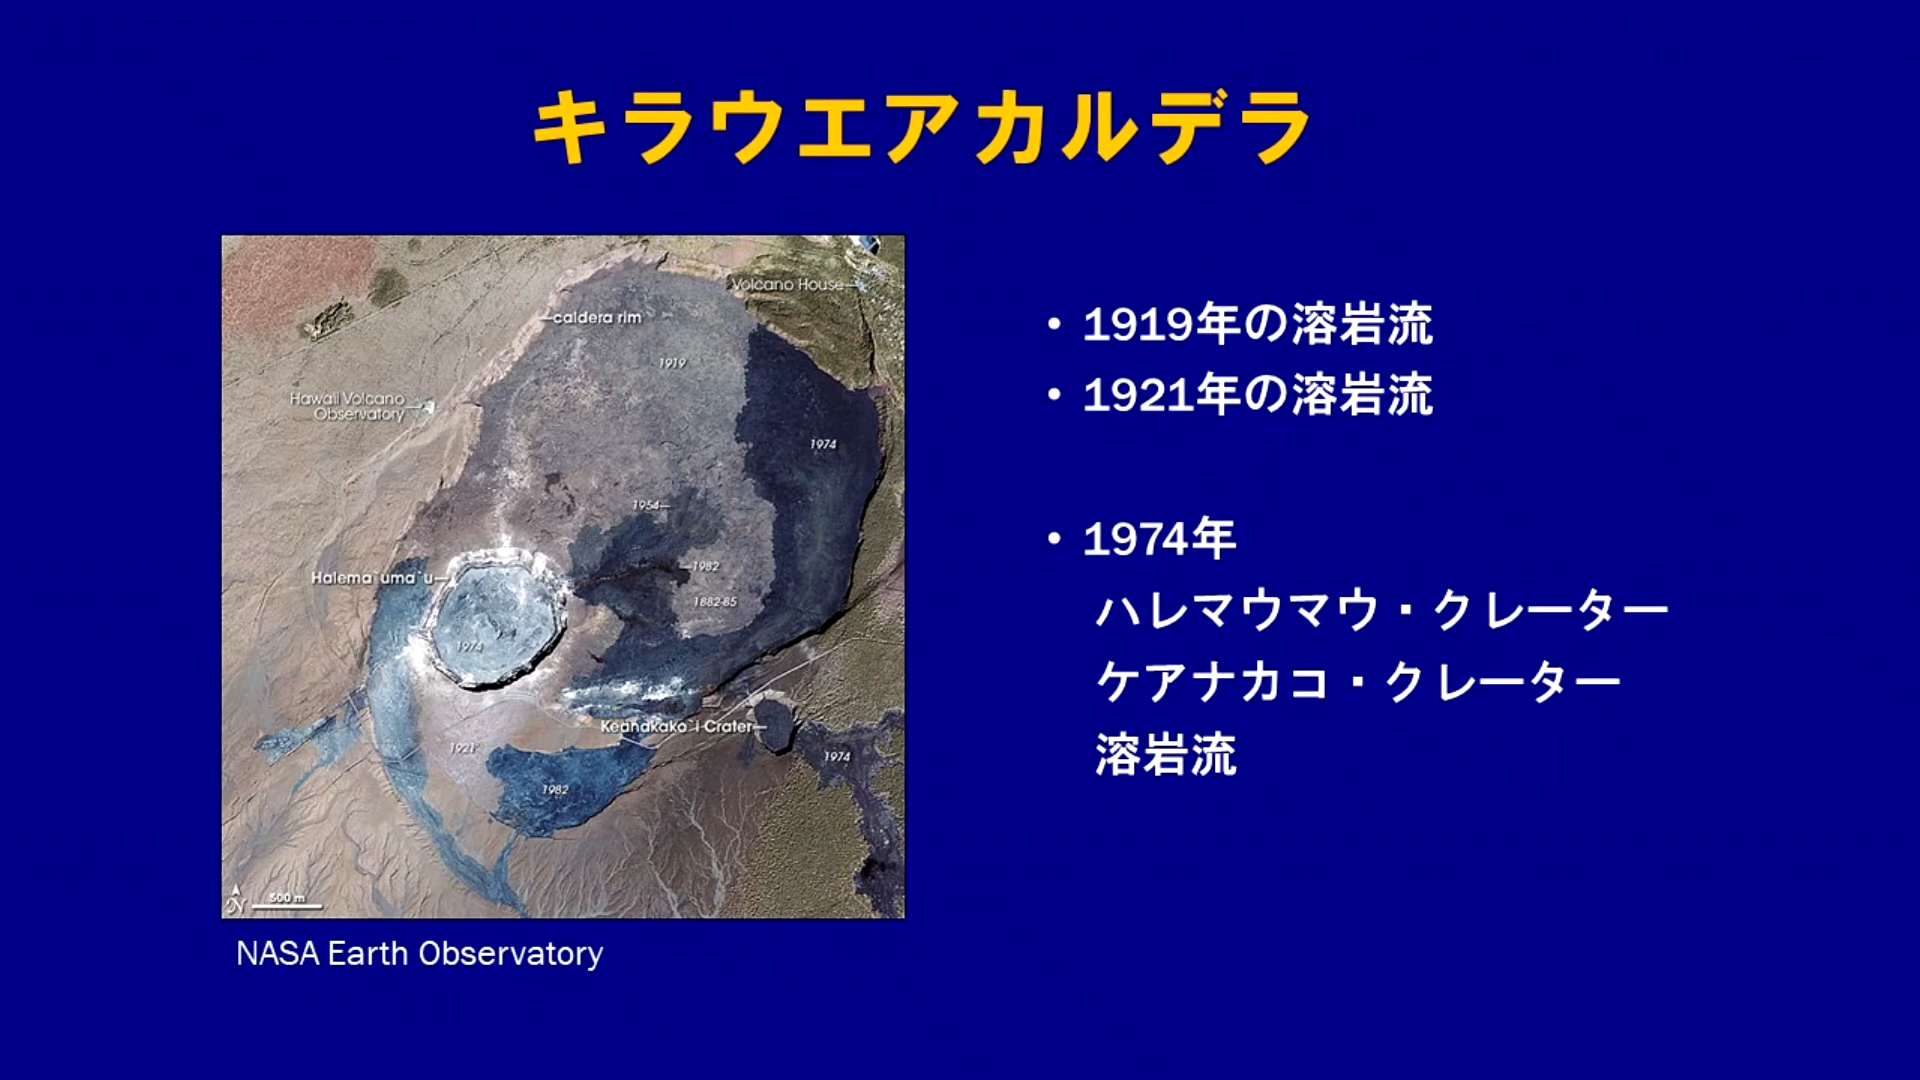 キラウエアカルデラ
Volcano House
caldera rim
1919
Hawaii Volcano
Observatory
1974
1954
1982
1882-85
Halema`uma`u
1974
Keanakako`i Crater
1921
1974
1982
N
500 m
NASA Earth Observatory
• 1919年の溶岩流
• 1921年の溶岩流
• 1974年
ハレマウマウ・クレーター
ケアナカコ・クレーター
溶岩流